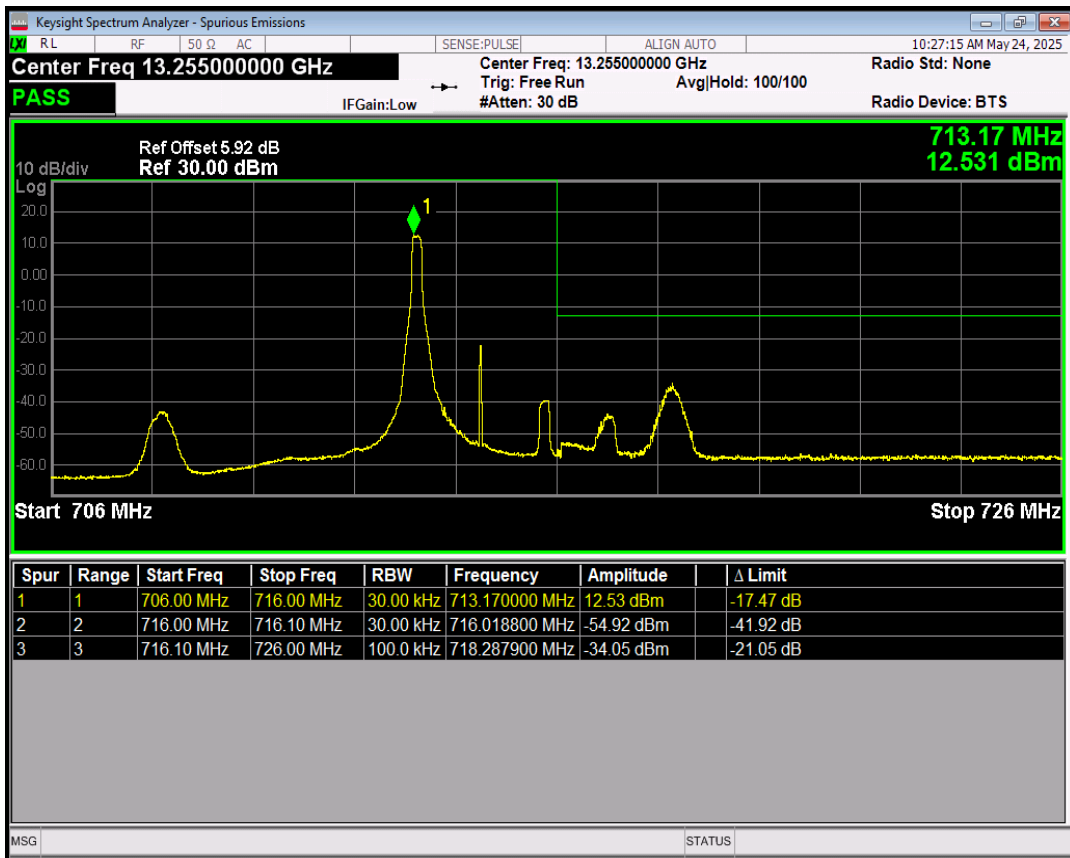 Keysight Spectrum Analyzer - Spurious Emissions
LXI RL RF 50 Ω AC SENSE:PULSE ALIGN AUTO 10:27:15 AM May 24, 2025
Center Freq 13.255000000 GHz Center Freq: 13.255000000 GHz Radio Std: None
Trig: Free Run Avg|Hold: 100/100
PASS IFGain:Low #Atten: 30 dB Radio Device: BTS
713.17 MHz
Ref Offset 5.92 dB
10 dB/div Ref 30.00 dBm 12.531 dBm
Log
1
20.0
10.0
0.00
-10.0
-20.0
-30.0
-40.0
-50.0
-60.0
Start 706 MHz Stop 726 MHz
Spur Range Start Freq Stop Freq RBW Frequency Amplitude Δ Limit
1 1 706.00 MHz 716.00 MHz 30.00 kHz 713.170000 MHz 12.53 dBm -17.47 dB
2 2 716.00 MHz 716.10 MHz 30.00 kHz 716.018800 MHz -54.92 dBm -41.92 dB
3 3 716.10 MHz 726.00 MHz 100.0 kHz 718.287900 MHz -34.05 dBm -21.05 dB
MSG STATUS